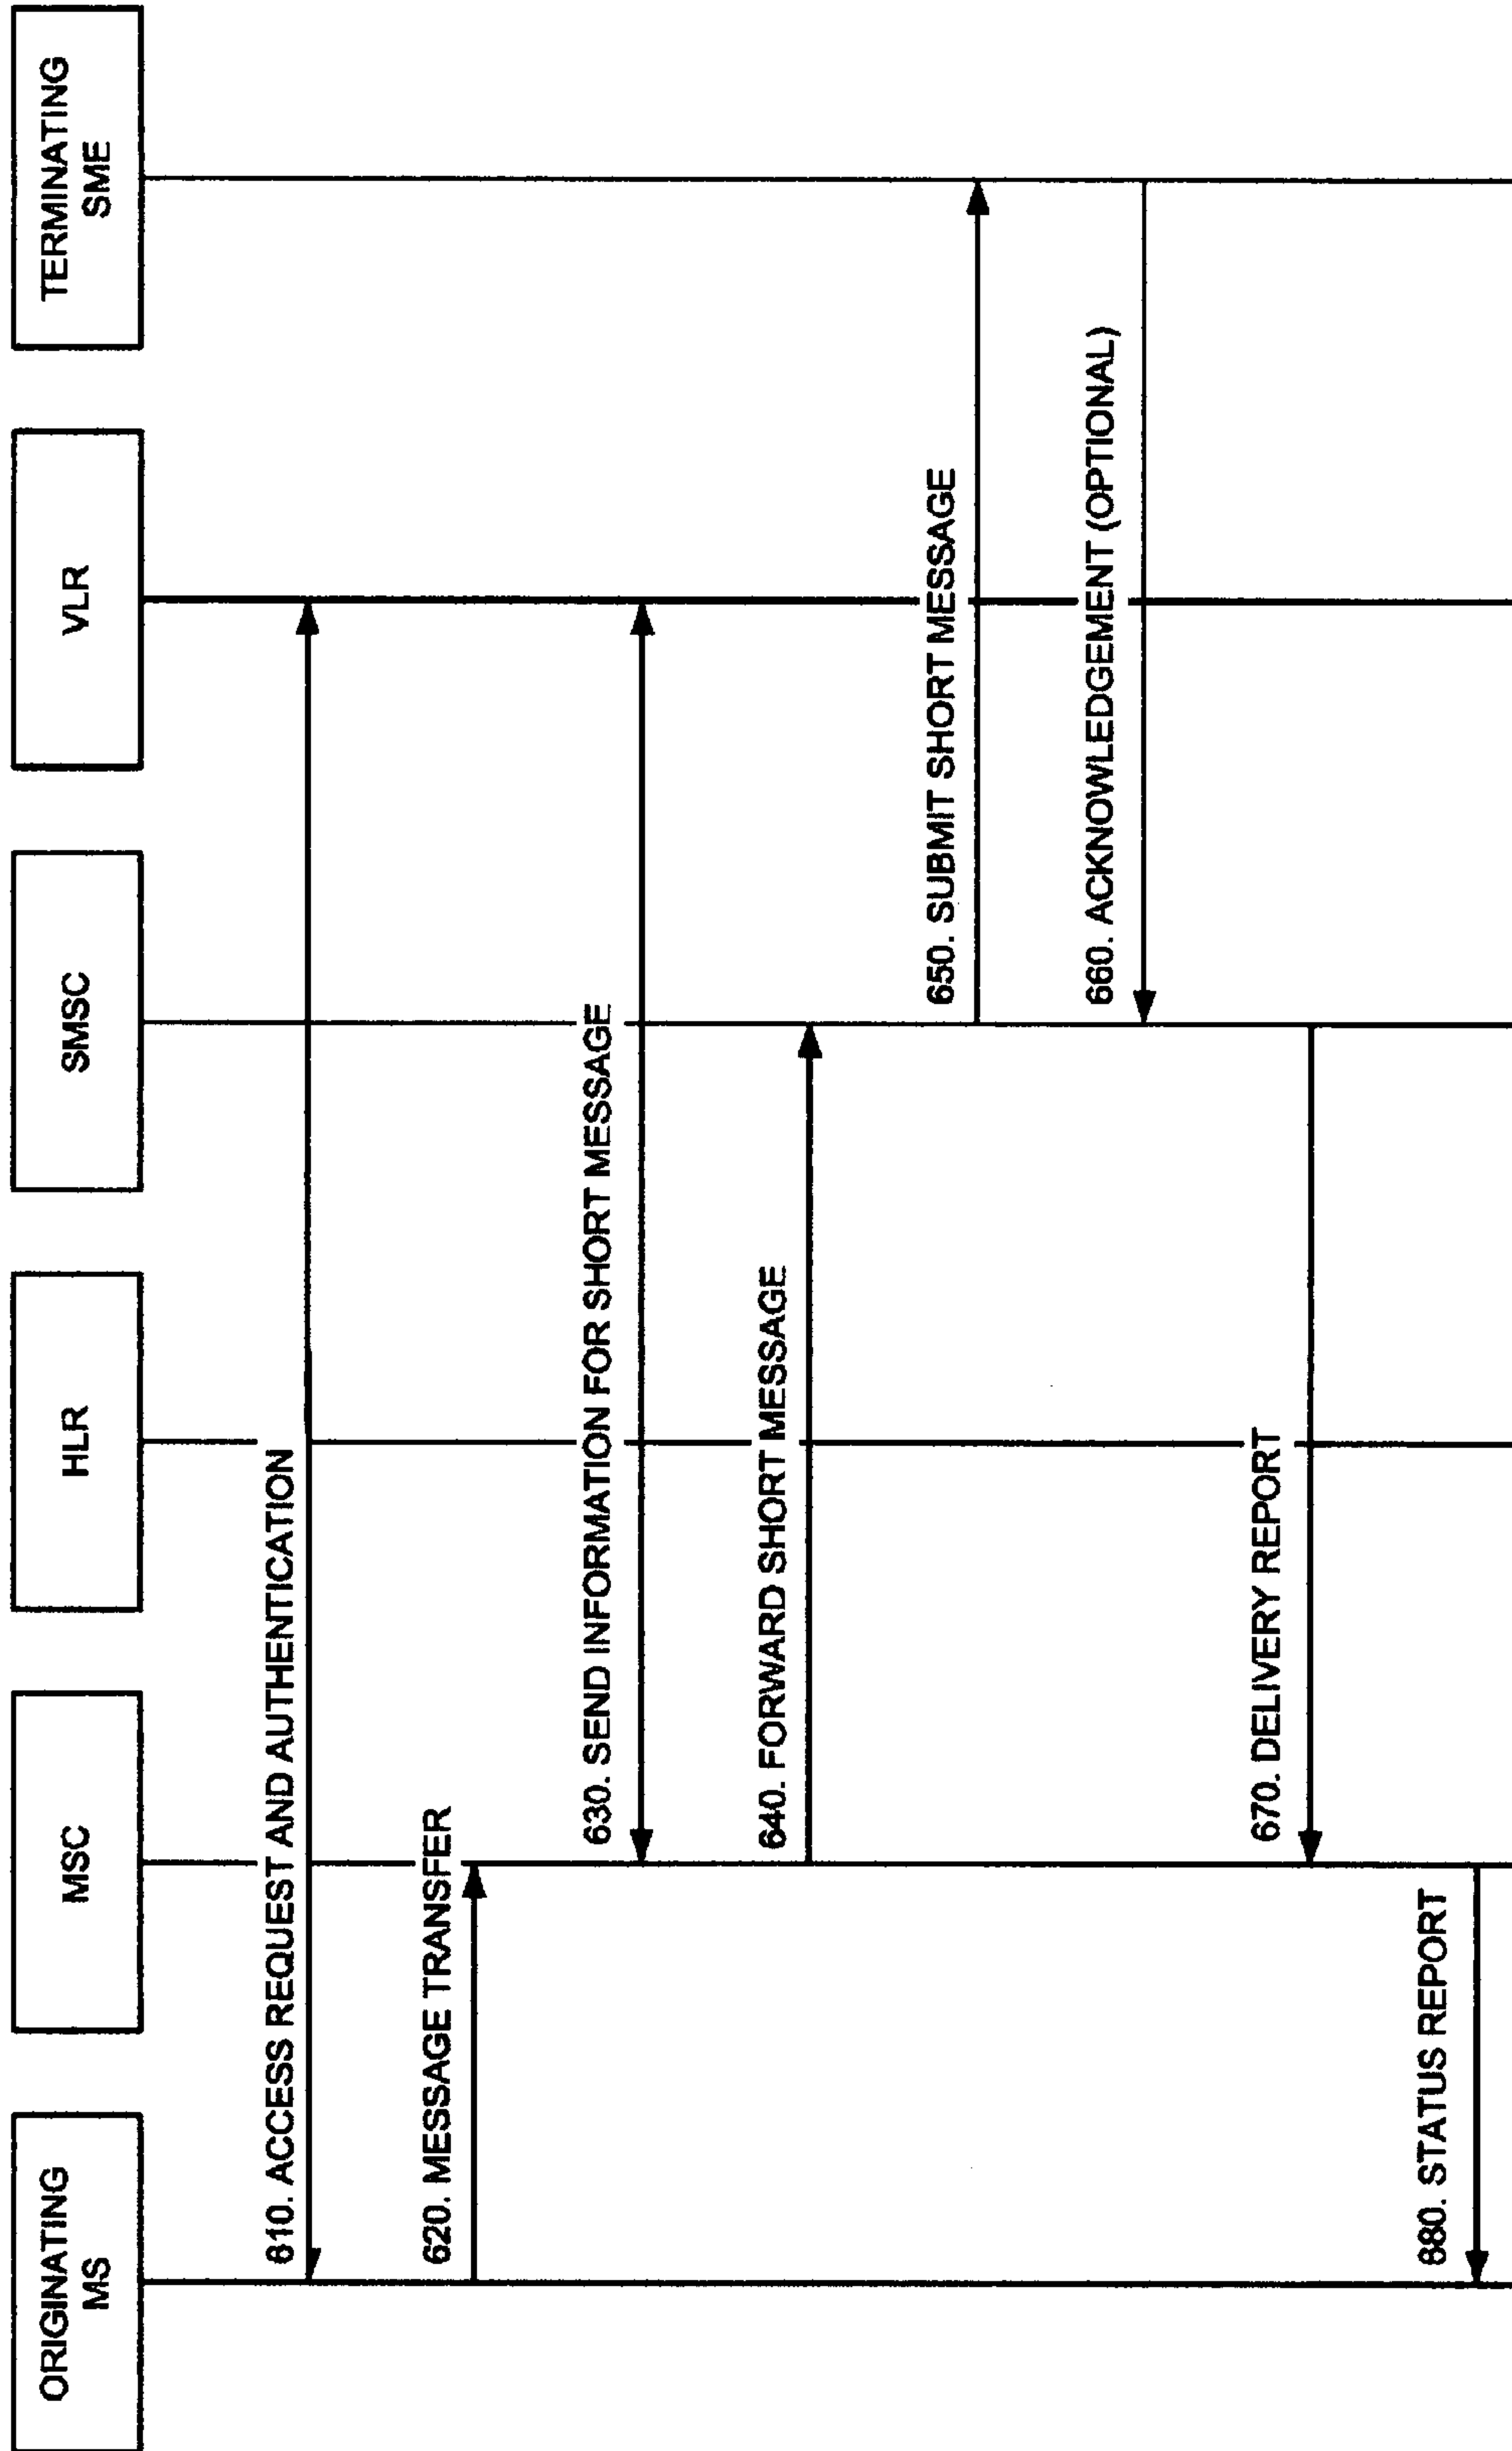 ORIGINATING
MS
MSC
HLR
SMSC
VLR
TERMINATING
SME
610. ACCESS REQUEST AND AUTHENTICATION
620. MESSAGE TRANSFER
630. SEND INFORMATION FOR SHORT MESSAGE
640. FORWARD SHORT MESSAGE
650. SUBMIT SHORT MESSAGE
660. ACKNOWLEDGEMENT (OPTIONAL)
670. DELIVERY REPORT
680. STATUS REPORT